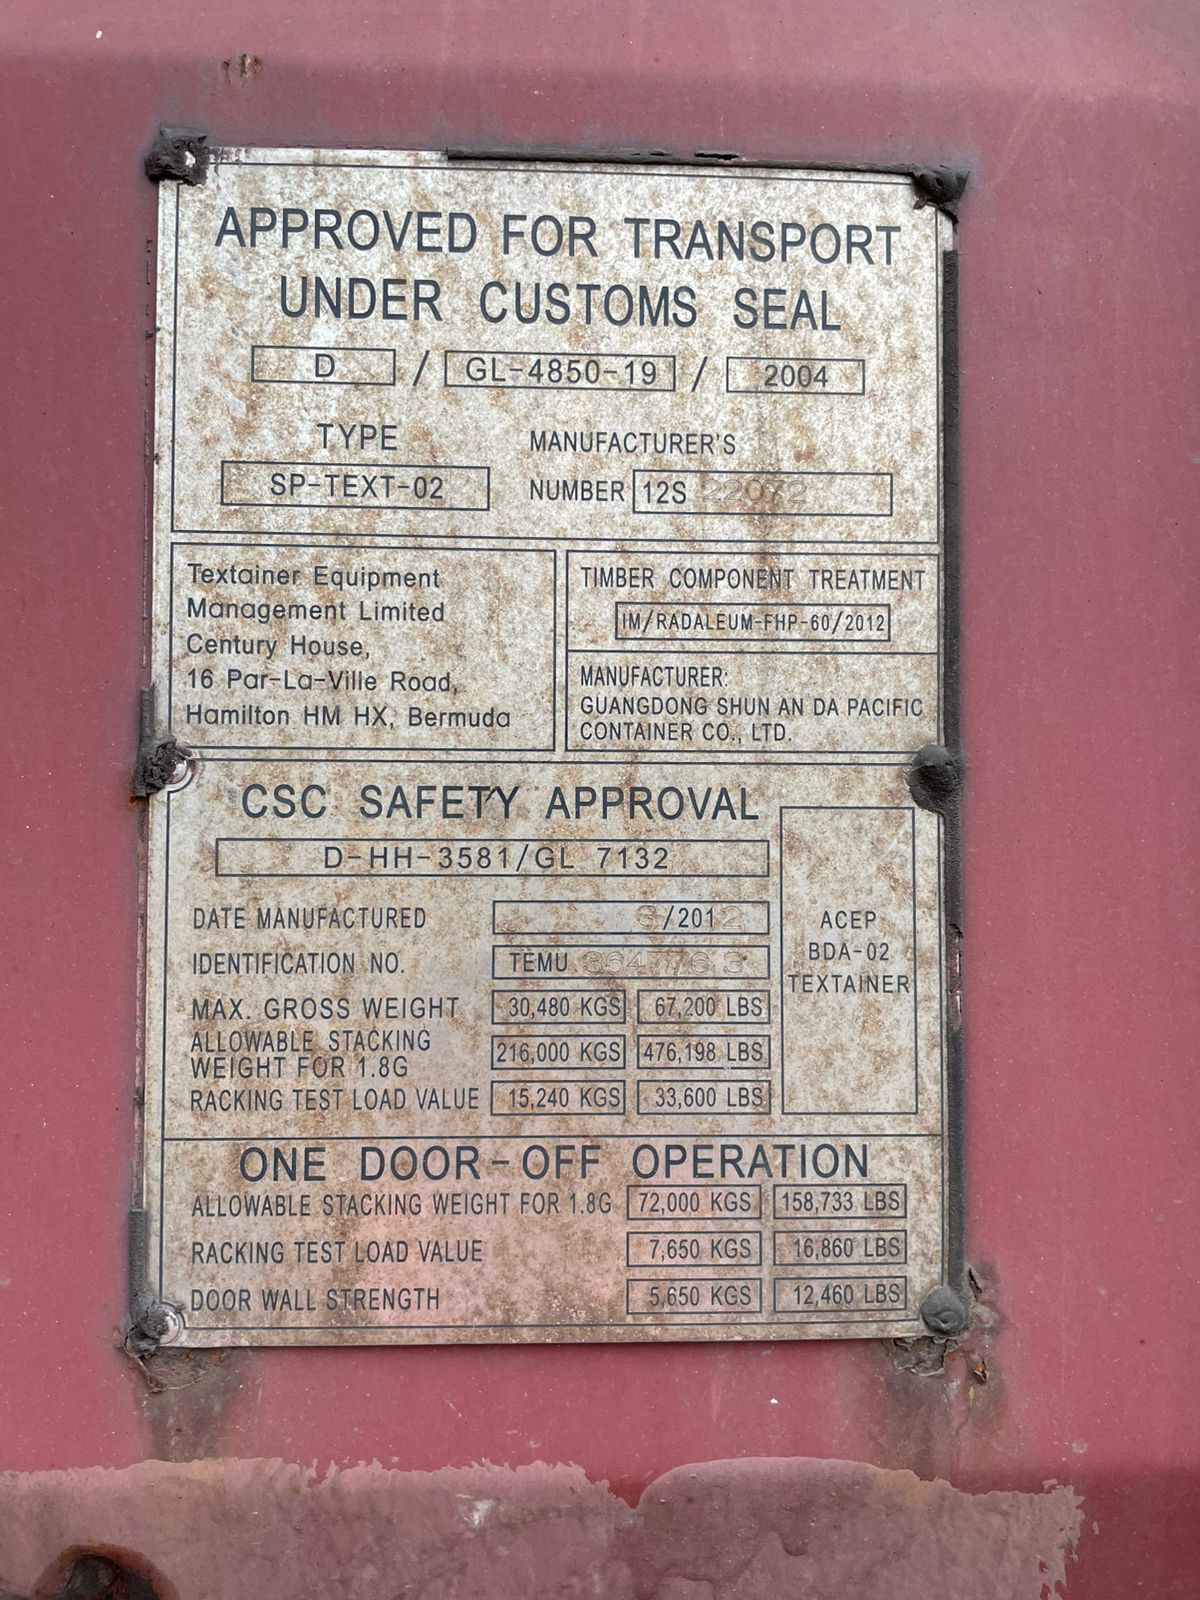 APPROVED FOR TRANSPORT
UNDER CUSTOMS SEAL
D / GL-4850-19 / 2004
TYPE
SP-TEXT-02
MANUFACTURER'S
NUMBER 12S 22072
Textainer Equipment
Management Limited
Century House,
16 Par-La-Ville Road,
Hamilton HM HX, Bermuda
TIMBER COMPONENT TREATMENT
IM/RADALEUM-FHP-60/2012
MANUFACTURER:
GUANGDONG SHUN AN DA PACIFIC
CONTAINER CO., LTD.
CSC SAFETY APPROVAL
D-HH-3581/GL 7132
DATE MANUFACTURED 3/2012
IDENTIFICATION NO. TEMU 364776 3
MAX. GROSS WEIGHT 30,480 KGS 67,200 LBS
ALLOWABLE STACKING
WEIGHT FOR 1.8G 216,000 KGS 476,198 LBS
RACKING TEST LOAD VALUE 15,240 KGS 33,600 LBS
ACEP
BDA-02
TEXTAINER
ONE DOOR-OFF OPERATION
ALLOWABLE STACKING WEIGHT FOR 1.8G 72,000 KGS 158,733 LBS
RACKING TEST LOAD VALUE 7,650 KGS 16,860 LBS
DOOR WALL STRENGTH 5,650 KGS 12,460 LBS